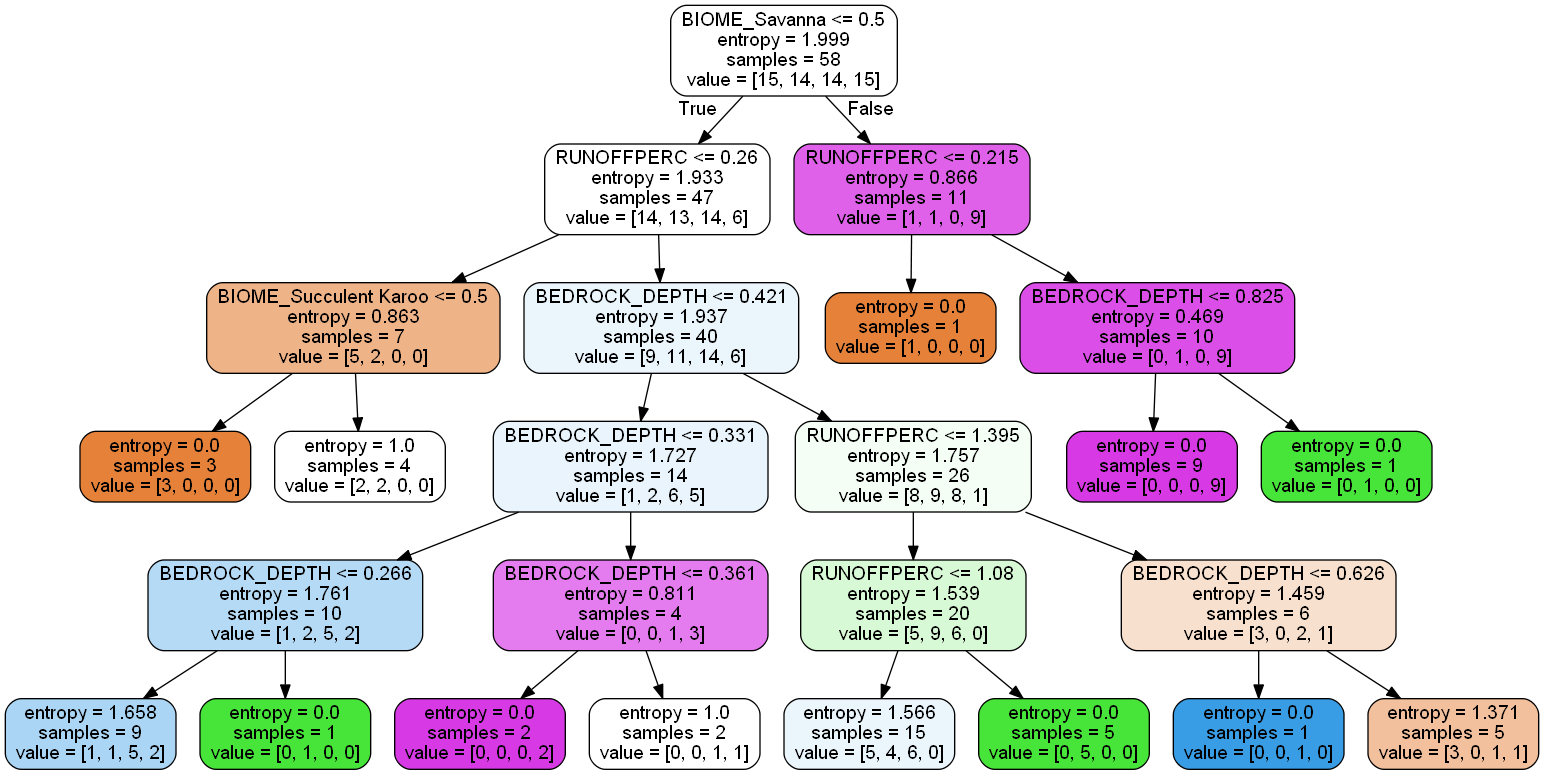 BIOME_Savanna <= 0.5
entropy = 1.999
samples = 58
value = [15, 14, 14, 15]
True
False
RUNOFFPERC <= 0.26
entropy = 1.933
samples = 47
value = [14, 13, 14, 6]
RUNOFFPERC <= 0.215
entropy = 0.866
samples = 11
value = [1, 1, 0, 9]
BIOME_Succulent Karoo <= 0.5
entropy = 0.863
samples = 7
value = [5, 2, 0, 0]
BEDROCK_DEPTH <= 0.421
entropy = 1.937
samples = 40
value = [9, 11, 14, 6]
entropy = 0.0
samples = 1
value = [1, 0, 0, 0]
BEDROCK_DEPTH <= 0.825
entropy = 0.469
samples = 10
value = [0, 1, 0, 9]
entropy = 0.0
samples = 3
value = [3, 0, 0, 0]
entropy = 1.0
samples = 4
value = [2, 2, 0, 0]
BEDROCK_DEPTH <= 0.331
entropy = 1.727
samples = 14
value = [1, 2, 6, 5]
RUNOFFPERC <= 1.395
entropy = 1.757
samples = 26
value = [8, 9, 8, 1]
entropy = 0.0
samples = 9
value = [0, 0, 0, 9]
entropy = 0.0
samples = 1
value = [0, 1, 0, 0]
BEDROCK_DEPTH <= 0.266
entropy = 1.761
samples = 10
value = [1, 2, 5, 2]
BEDROCK_DEPTH <= 0.361
entropy = 0.811
samples = 4
value = [0, 0, 1, 3]
RUNOFFPERC <= 1.08
entropy = 1.539
samples = 20
value = [5, 9, 6, 0]
BEDROCK_DEPTH <= 0.626
entropy = 1.459
samples = 6
value = [3, 0, 2, 1]
entropy = 1.658
samples = 9
value = [1, 1, 5, 2]
entropy = 0.0
samples = 1
value = [0, 1, 0, 0]
entropy = 0.0
samples = 2
value = [0, 0, 0, 2]
entropy = 1.0
samples = 2
value = [0, 0, 1, 1]
entropy = 1.566
samples = 15
value = [5, 4, 6, 0]
entropy = 0.0
samples = 5
value = [0, 5, 0, 0]
entropy = 0.0
samples = 1
value = [0, 0, 1, 0]
entropy = 1.371
samples = 5
value = [3, 0, 1, 1]